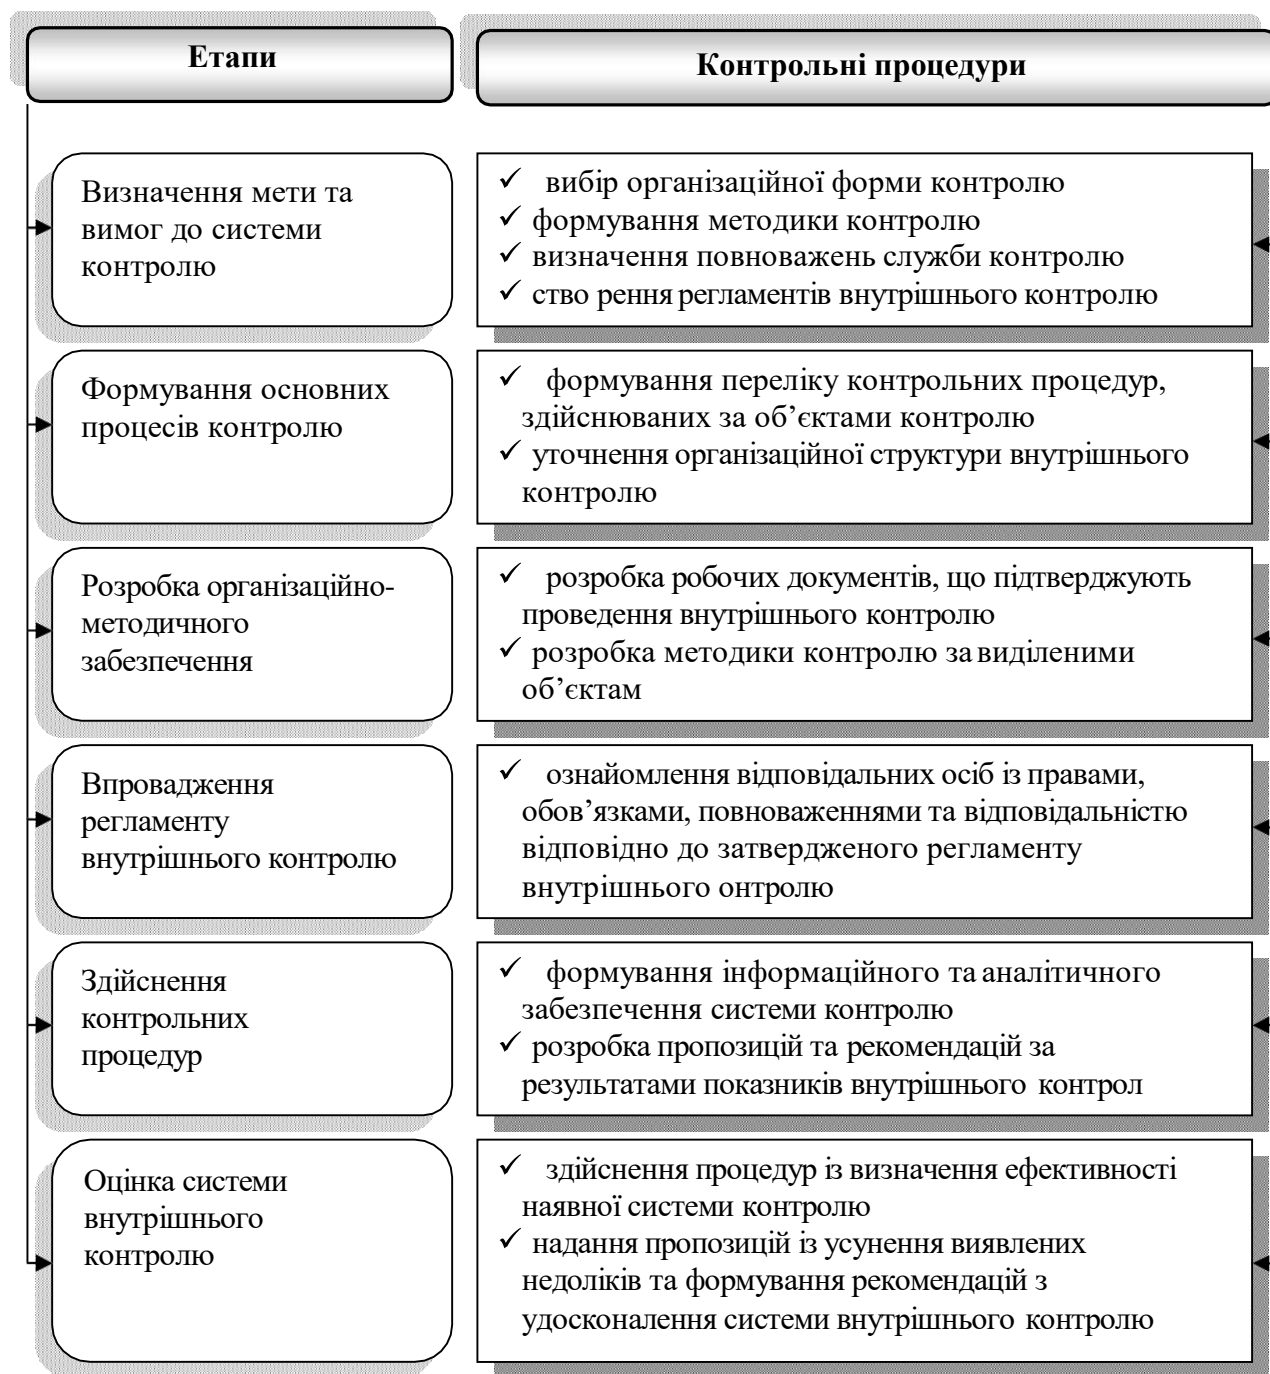 Етапи
Контрольні процедури
Визначення мети та
вимог до системи
контролю
✓ вибір організаційної форми контролю
✓ формування методики контролю
✓ визначення повноважень служби контролю
✓ ство рення регламентів внутрішнього контролю
Формування основних
процесів контролю
✓ формування переліку контрольних процедур,
здійснюваних за об’єктами контролю
✓ уточнення організаційної структури внутрішнього
контролю
Розробка організаційно-
методичного
забезпечення
✓ розробка робочих документів, що підтверджують
проведення внутрішнього контролю
✓ розробка методики контролю за виділеними
об’єктам
Впровадження
регламенту
внутрішнього контролю
✓ ознайомлення відповідальних осіб із правами,
обов’язками, повноваженнями та відповідальністю
відповідно до затвердженого регламенту
внутрішнього онтролю
Здійснення
контрольних
процедур
✓ формування інформаційного та аналітичного
забезпечення системи контролю
✓ розробка пропозицій та рекомендацій за
результатами показників внутрішнього контрол
Оцінка системи
внутрішнього
контролю
✓ здійснення процедур із визначення ефективності
наявної системи контролю
✓ надання пропозицій із усунення виявлених
недоліків та формування рекомендацій з
удосконалення системи внутрішнього контролю